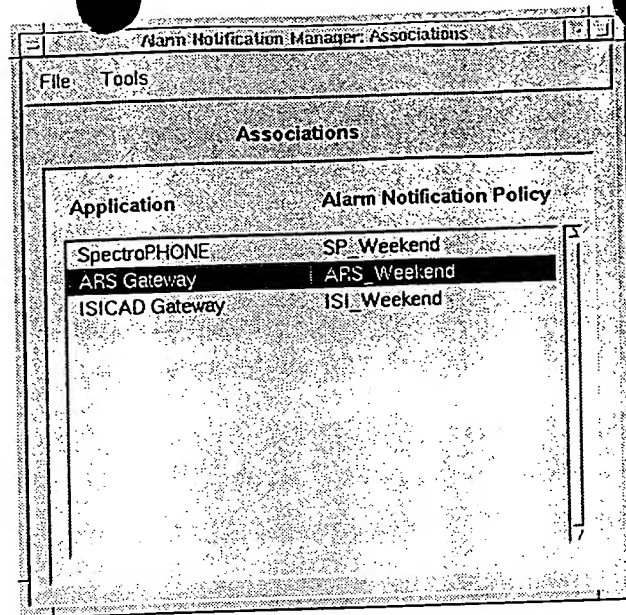 Alarm Notification Manager: Associations
File Tools
Associations
Application Alarm Notification Policy
SpectroPHONE SP_Weekend
ARS Gateway ARS_Weekend
ISICAD Gateway ISI_Weekend